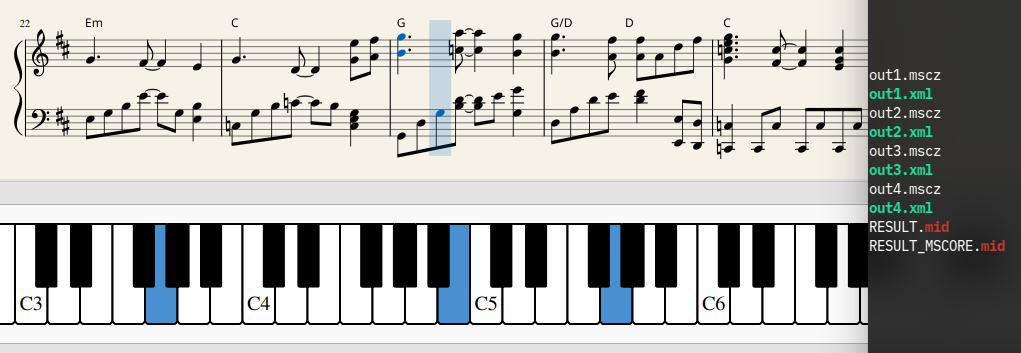 22 Em C G G/D D C
C3 C4 C5 C6
out1.mscz
out1.xml
out2.mscz
out2.xml
out3.mscz
out3.xml
out4.mscz
out4.xml
RESULT.mid
RESULT_MSCORE.mid